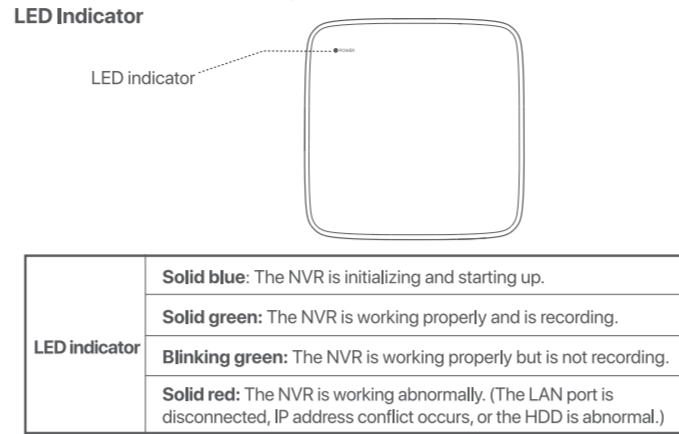 LED Indicator
POWER
LED indicator
Solid blue: The NVR is initializing and starting up.
Solid green: The NVR is working properly and is recording.
LED indicator
Blinking green: The NVR is working properly but is not recording.
Solid red: The NVR is working abnormally. (The LAN port is
disconnected, IP address conflict occurs, or the HDD is abnormal.)